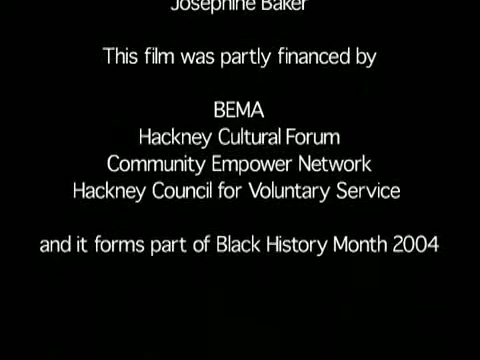 Josephine Baker
This film was partly financed by
BEMA
Hackney Cultural Forum
Community Empower Network
Hackney Council for Voluntary Service
and it forms part of Black History Month 2004